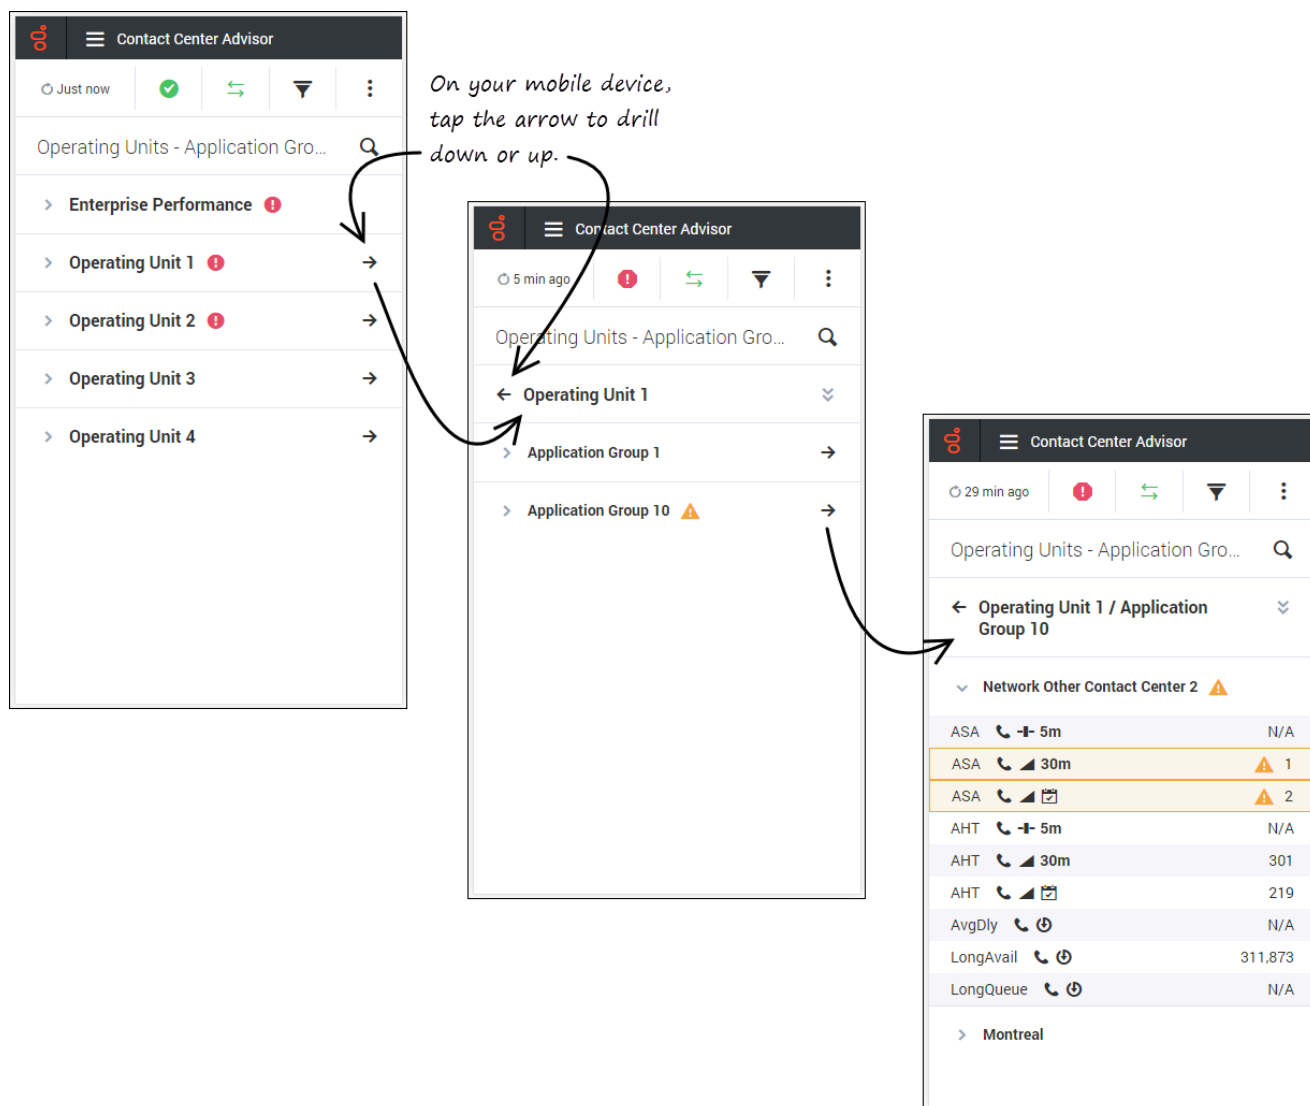 Contact Center Advisor
Just now
Operating Units - Application Gro...
Enterprise Performance
Operating Unit 1
Operating Unit 2
Operating Unit 3
Operating Unit 4
On your mobile device,
tap the arrow to drill
down or up.
Contact Center Advisor
5 min ago
Operating Units - Application Gro...
Operating Unit 1
Application Group 1
Application Group 10
Contact Center Advisor
29 min ago
Operating Units - Application Gro...
Operating Unit 1 / Application
Group 10
Network Other Contact Center 2
ASA 5m N/A
ASA 30m 1
ASA 2
AHT 5m N/A
AHT 30m 301
AHT 219
AvgDly N/A
LongAvail 311,873
LongQueue N/A
Montreal